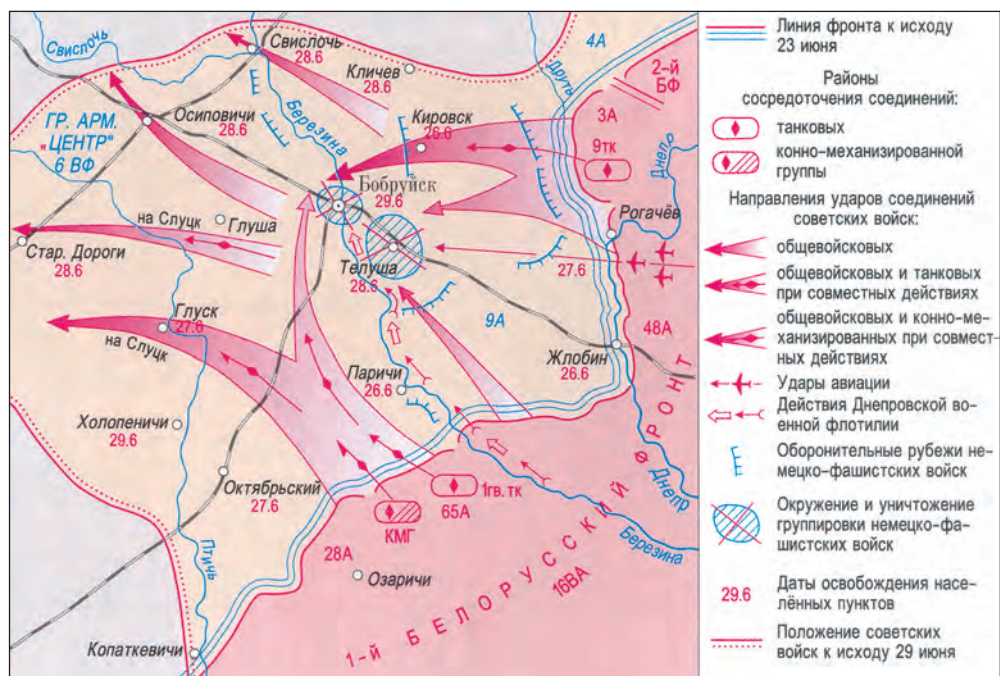 Свислочь
Свислочь
28.6
Кличев
28.6
4А
Друть
2–й
БФ
Осиповичи
28.6
Березина
Кировск
26.6
3А
9тк
Днепр
ГР. АРМ.
„ЦЕНТР”
6 ВФ
Бобруйск
29.6
Рогачёв
на Слуцк
Глуша
Стар. Дороги
28.6
Телуша
28.6
27.6
Глуск
27.6
на Слуцк
9А
48А
Жлобин
26.6
Паричи
26.6
Холопеничи
29.6
Октябрьский
27.6
1гв. тк
65А
КМГ
28А
Озаричи
Птичь
Копаткевичи
Днепр
Березина
16ВА
1–й БЕЛОРУССКИЙ ФРОНТ
Линия фронта к исходу
23 июня
Районы
сосредоточения соединений:
танковых
конно–механизированной
группы
Направления ударов соединений
советских войск:
общевойсковых
общевойсковых и танковых
при совместных действиях
общевойсковых и конно–ме-
ханизированных при совмест-
ных действиях
Удары авиации
Действия Днепровской во-
енной флотилии
Оборонительные рубежи не-
мецко–фашистских войск
Окружение и уничтожение
группировки немецко–фа-
шистских войск
29.6
Даты освобождения насе-
лённых пунктов
Положение советских
войск к исходу 29 июня